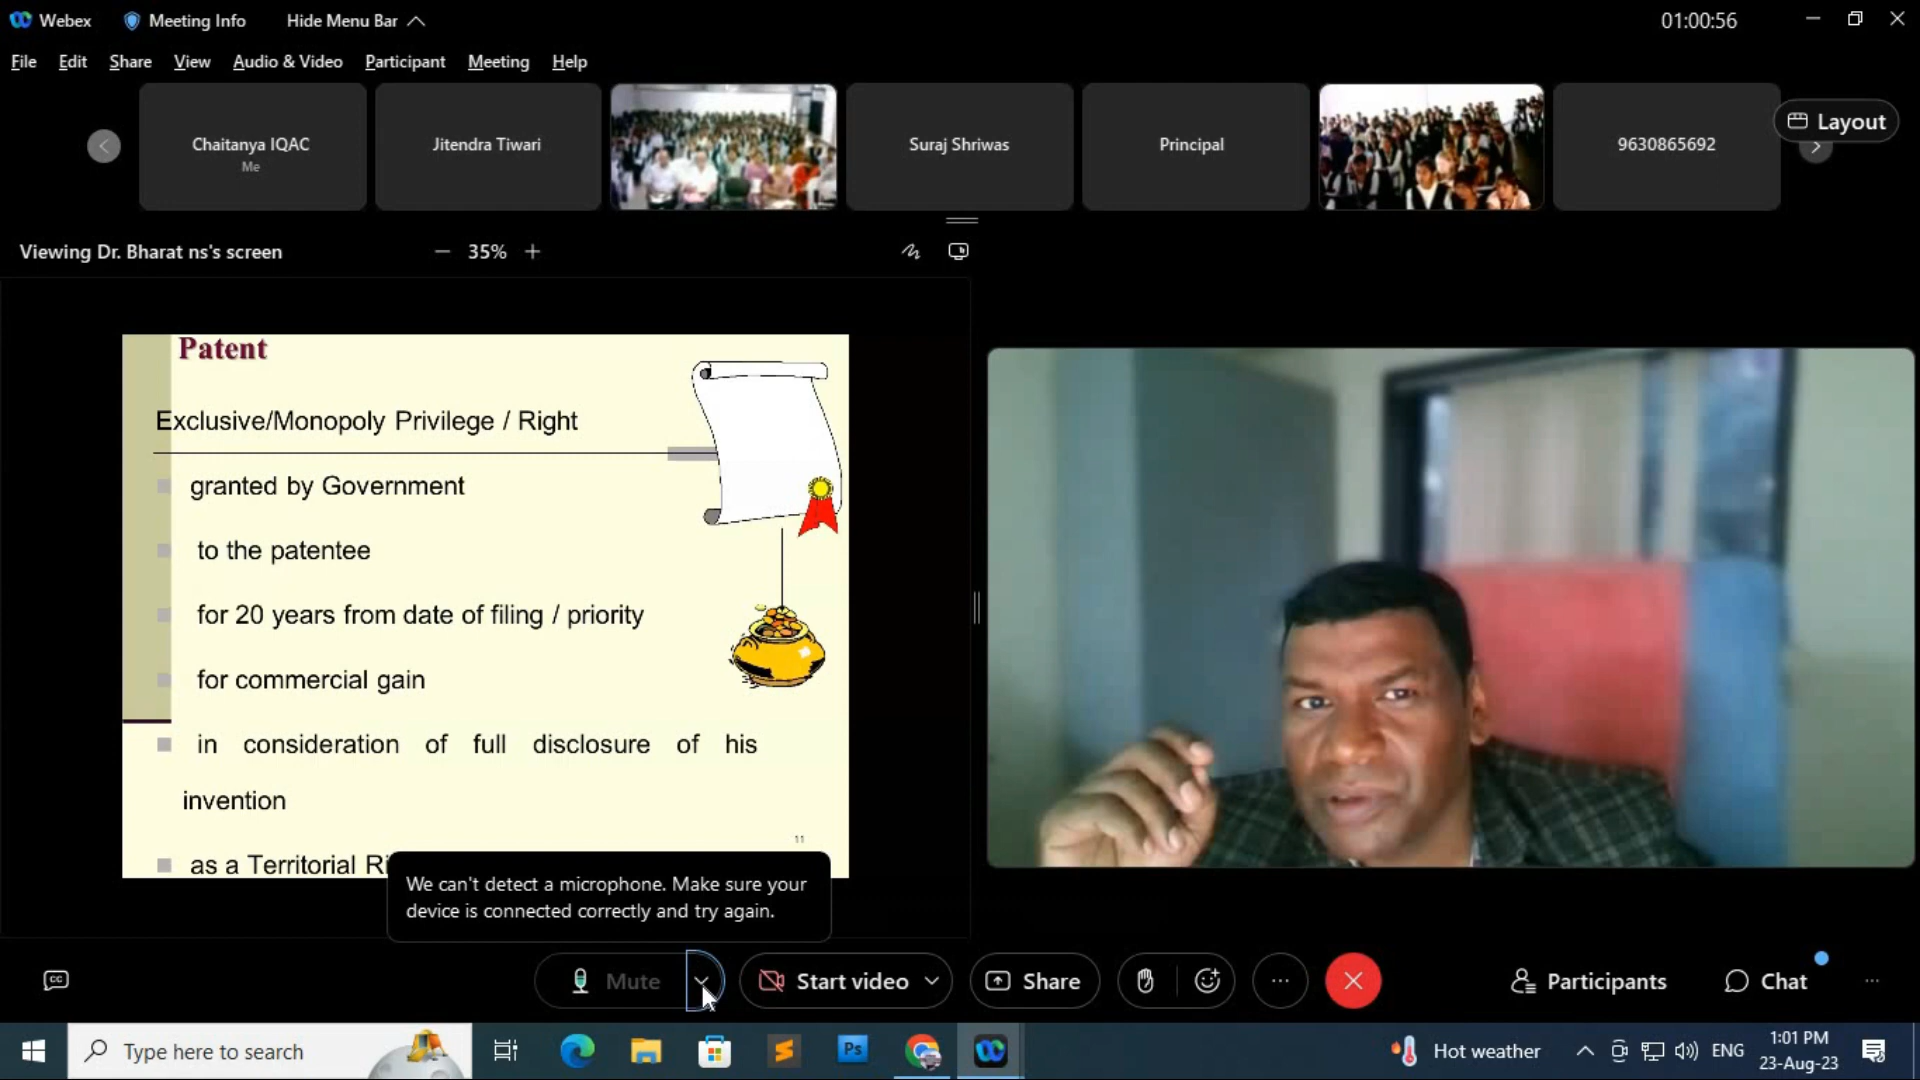 Webex
Meeting Info
Hide Menu Bar
01:00:56
File Edit Share View Audio & Video Participant Meeting Help
Chaitanya IQAC
Me
Jitendra Tiwari
Suraj Shriwas
Principal
9630865692
Layout
Viewing Dr. Bharat ns's screen
35%
Patent
Exclusive/Monopoly Privilege / Right
granted by Government
to the patentee
for 20 years from date of filing / priority
for commercial gain
in consideration of full disclosure of his
invention
11
as a Territorial Ri
We can't detect a microphone. Make sure your
device is connected correctly and try again.
CC
Mute
Start video
Share
Participants
Chat
Type here to search
Ps
Hot weather
ENG
1:01 PM
23-Aug-23